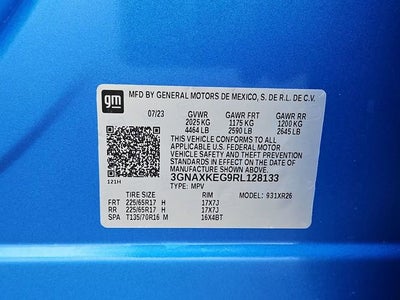 gm
MFD BY GENERAL MOTORS DE MEXICO, S. DE R.L. DE C.V.
07/23 GVWR GAWR FRT GAWR RR
2025 KG 1175 KG 1200 KG
4464 LB 2590 LB 2645 LB
THIS VEHICLE CONFORMS TO ALL
APPLICABLE U.S. FEDERAL MOTOR
VEHICLE SAFETY AND THEFT PREVENTION
STANDARDS IN EFFECT ON THE DATE OF
MANUFACTURE SHOWN ABOVE.
3GNAXKEG9RL128133
121H TYPE: MPV MODEL: 931XR26
TIRE SIZE RIM
FRT 225/65R17 H 17X7J
RR 225/65R17 H 17X7J
SPA T135/70R16 M 16X4BT